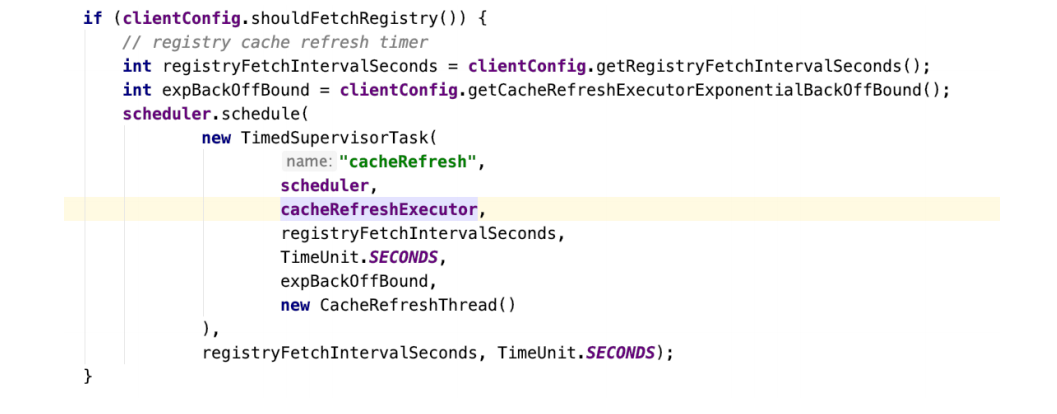 if (clientConfig.shouldFetchRegistry()) {
// registry cache refresh timer
int registryFetchIntervalSeconds = clientConfig.getRegistryFetchIntervalSeconds();
int expBackOffBound = clientConfig.getCacheRefreshExecutorExponentialBackOffBound();
scheduler.schedule(
new TimedSupervisorTask(
name: "cacheRefresh",
scheduler,
cacheRefreshExecutor,
registryFetchIntervalSeconds,
TimeUnit.SECONDS,
expBackOffBound,
new CacheRefreshThread()
),
registryFetchIntervalSeconds, TimeUnit.SECONDS);
}